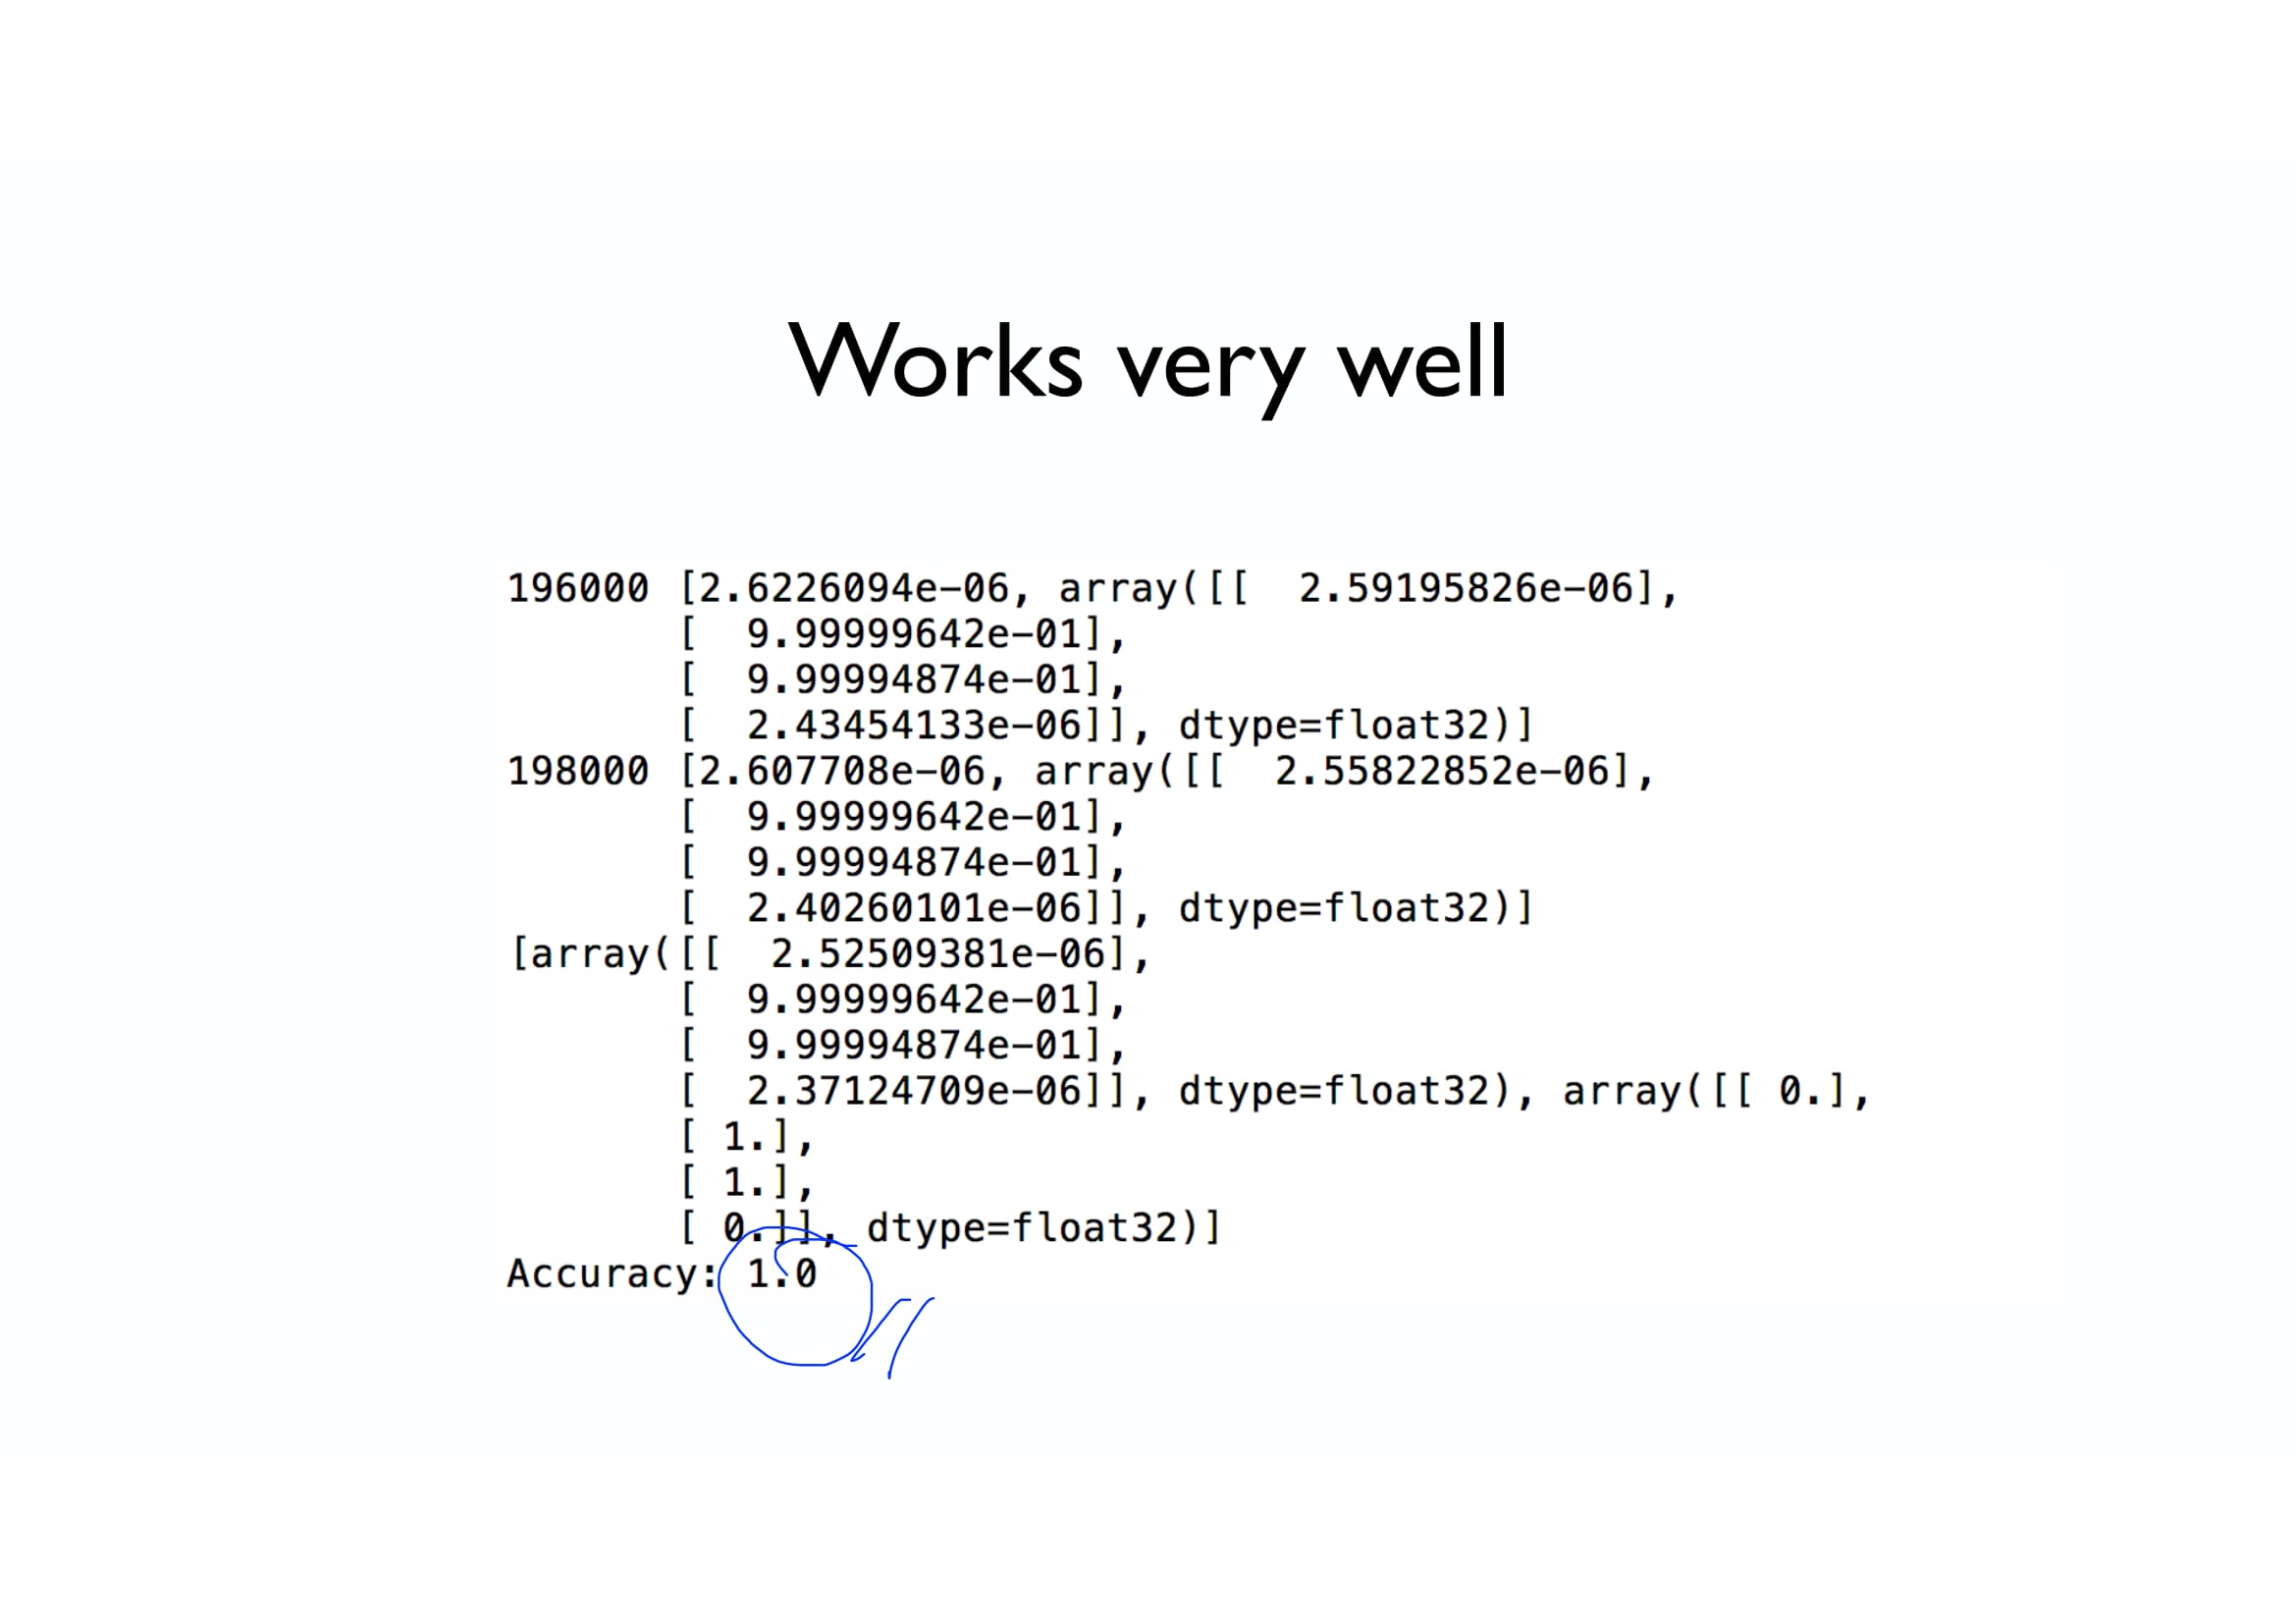 Works very well
196000 [2.6226094e-06, array([[  2.59195826e-06],
[  9.99999642e-01],
[  9.99994874e-01],
[  2.43454133e-06]], dtype=float32)]
198000 [2.607708e-06, array([[  2.55822852e-06],
[  9.99999642e-01],
[  9.99994874e-01],
[  2.40260101e-06]], dtype=float32)]
[array([[  2.52509381e-06],
[  9.99999642e-01],
[  9.99994874e-01],
[  2.37124709e-06]], dtype=float32), array([[ 0.],
[ 1.],
[ 1.],
[ 0.]], dtype=float32)]
Accuracy: 1.0